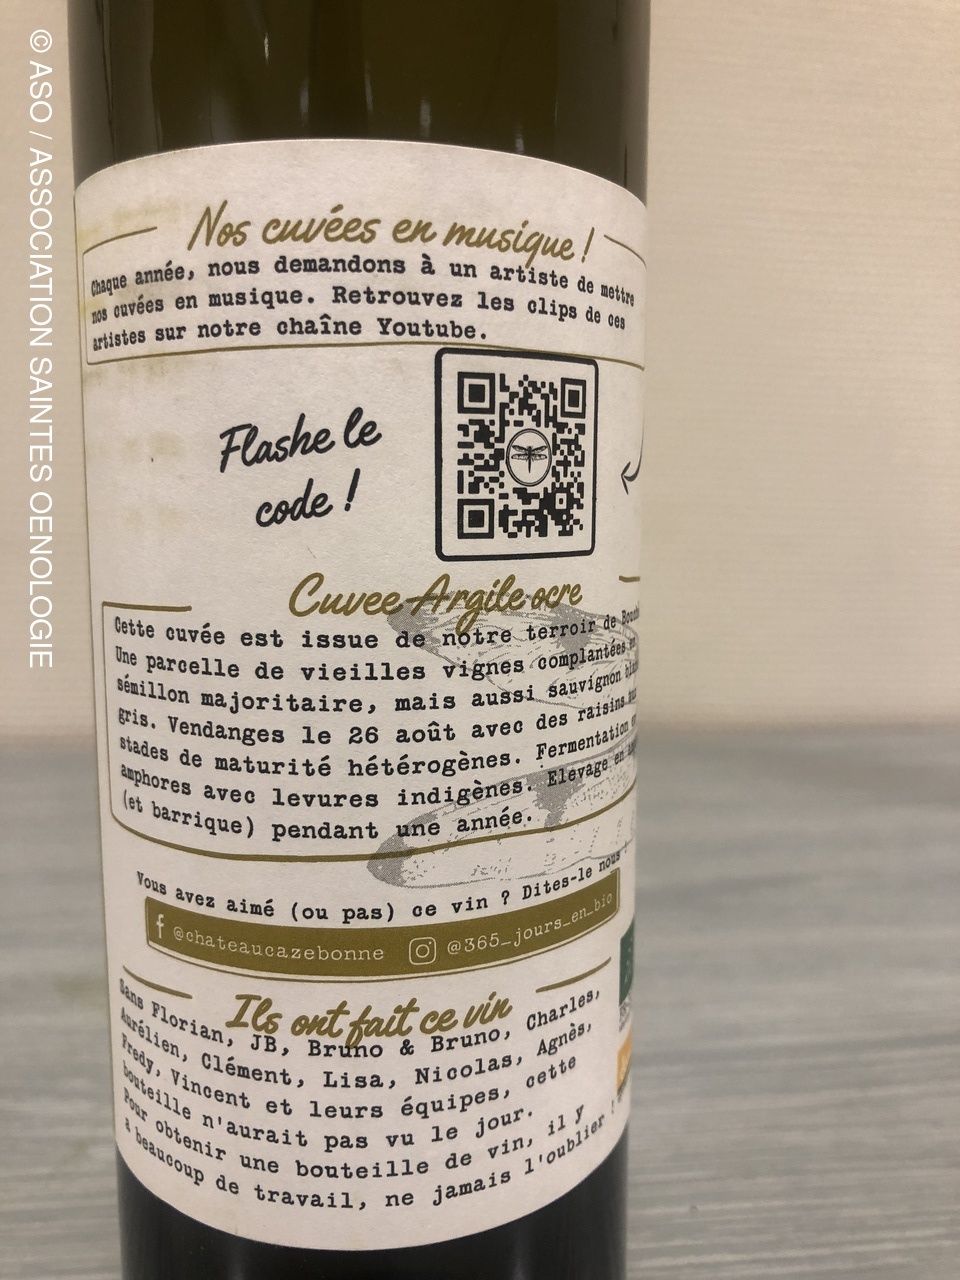 © ASO / ASSOCIATION SAINTES OENOLOGIE
Nos cuvées en musique !
Chaque année, nous demandons à un artiste de mettre
nos cuvées en musique. Retrouvez les clips de ces
artistes sur notre chaîne Youtube.
Flashe le
code !
Cuvee Argile ocre
Cette cuvée est issue de notre terroir de
Une parcelle de vieilles vignes complantées
sémillon majoritaire, mais aussi sauvignon
gris. Vendanges le 26 août avec des raisins
stades de maturité hétérogènes. Fermentation
amphores avec levures indigènes. Elevage en
(et barrique) pendant une année.
Vous avez aimé (ou pas) ce vin ? Dites-le nous !
@chateaucazebonne @365_jours_en_bio
Ils ont fait ce vin
Sans Florian, JB, Bruno & Bruno, Charles,
Aurélien, Clément, Lisa, Nicolas, Agnès,
Fredy, Vincent et leurs équipes, cette
bouteille n'aurait pas vu le jour.
Pour obtenir une bouteille de vin, il y
a beaucoup de travail, ne jamais l'oublier !